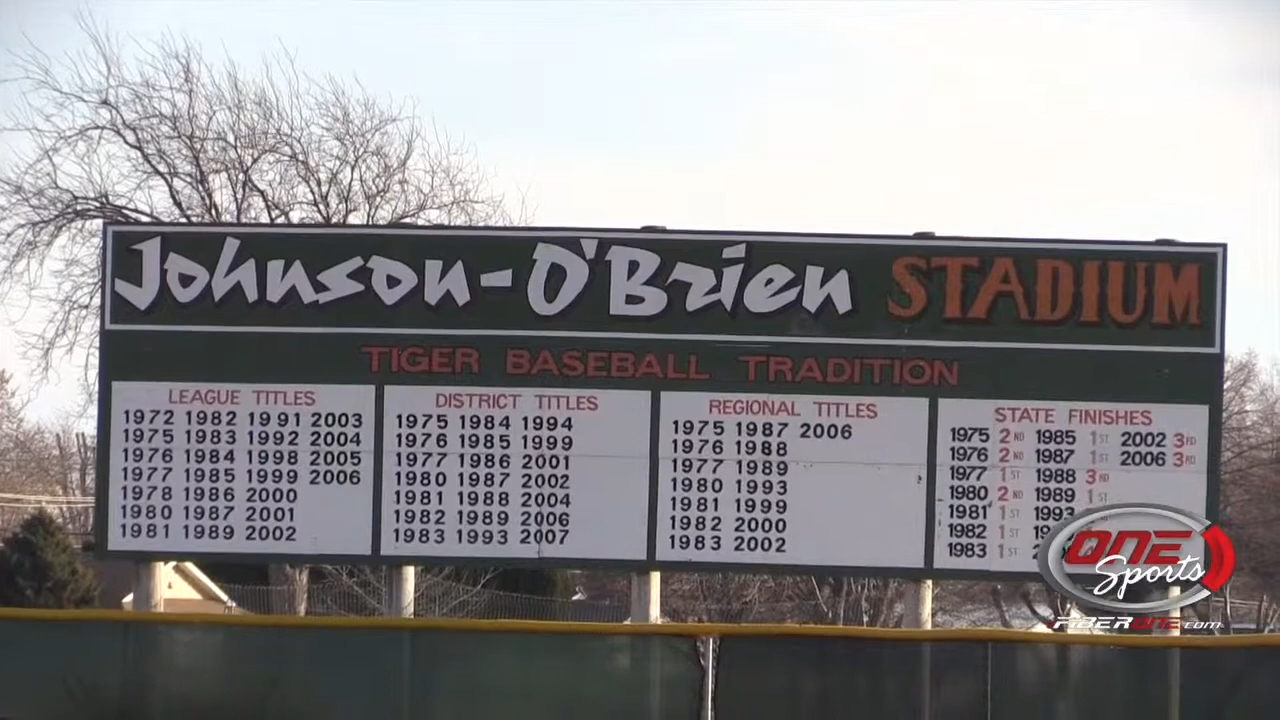 Johnson-O'Brien STADIUM
TIGER BASEBALL TRADITION
LEAGUE TITLES
1972 1982 1991 2003
1975 1983 1992 2004
1976 1984 1998 2005
1977 1985 1999 2006
1978 1986 2000
1980 1987 2001
1981 1989 2002
DISTRICT TITLES
1975 1984 1994
1976 1985 1999
1977 1986 2001
1980 1987 2002
1981 1988 2004
1982 1989 2006
1983 1993 2007
REGIONAL TITLES
1975 1987 2006
1976 1988
1977 1989
1980 1993
1981 1999
1982 2000
1983 2002
STATE FINISHES
1975 2ND 1985 1ST 2002 3RD
1976 2ND 1987 1ST 2006 3RD
1977 1ST 1988 3RD
1980 2ND 1989 1ST
1981 1ST 1993
1982 1ST
1983 1ST
ONE
Sports
FIBERONE.com